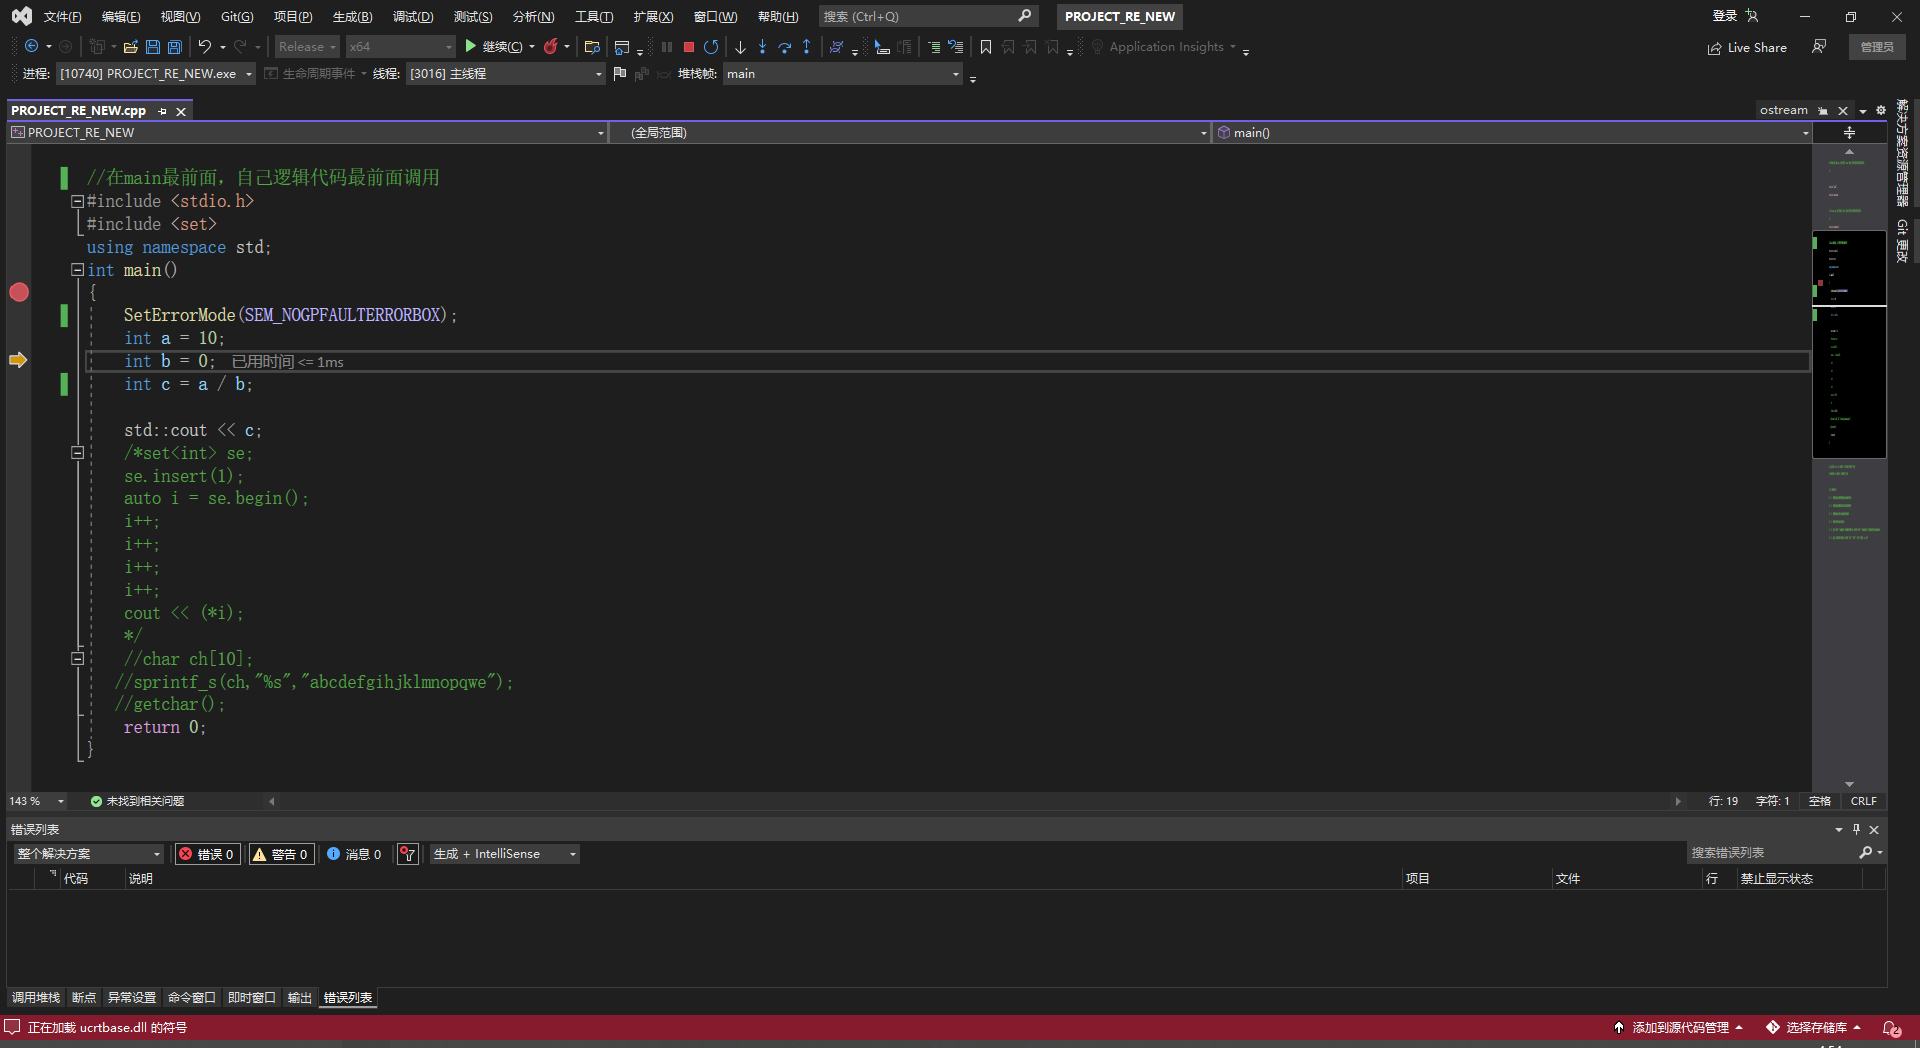 文件(F) 编辑(E) 视图(V) Git(G) 项目(P) 生成(B) 调试(D) 测试(S) 分析(N) 工具(T) 扩展(X) 窗口(W) 帮助(H) 搜索 (Ctrl+Q) PROJECT_RE_NEW 登录
Release x64 继续(C) Application Insights Live Share 管理员
进程: [10740] PROJECT_RE_NEW.exe 生命周期事件 线程: [3016] 主线程 堆栈帧: main
PROJECT_RE_NEW.cpp ostream
PROJECT_RE_NEW (全局范围) main()
解决方案资源管理器
Git 更改
//在main最前面，自己逻辑代码最前面调用
#include <stdio.h>
#include <set>
using namespace std;
int main()
{
SetErrorMode(SEM_NOGPFAULTERRORBOX);
int a = 10;
int b = 0; 已用时间 <= 1ms
int c = a / b;
std::cout << c;
/*set<int> se;
se.insert(1);
auto i = se.begin();
i++;
i++;
i++;
i++;
cout << (*i);
*/
//char ch[10];
//sprintf_s(ch,"%s","abcdefgihjklmnopqwe");
//getchar();
return 0;
}
143 % 未找到相关问题 行: 19 字符: 1 空格 CRLF
错误列表
整个解决方案 错误 0 警告 0 消息 0 生成 + IntelliSense 搜索错误列表
代码 说明 项目 文件 行 禁止显示状态
调用堆栈 断点 异常设置 命令窗口 即时窗口 输出 错误列表
正在加载 ucrtbase.dll 的符号 添加到源代码管理 选择存储库 2